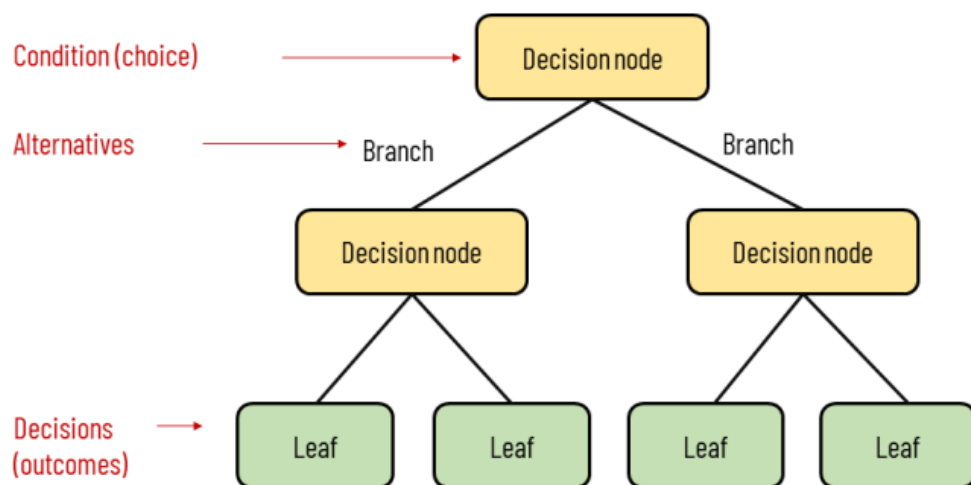 Condition (choice)
Decision node
Alternatives
Branch
Branch
Decision node
Decision node
Decisions
(outcomes)
Leaf
Leaf
Leaf
Leaf